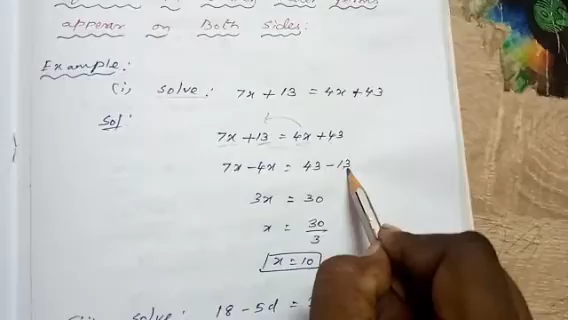 appear on Both sides:
Example:
(i) solve: 7x + 13 = 4x + 43
Sol:
7x + 13 = 4x + 43
7x - 4x = 43 - 13
3x = 30
x = 30/3
x = 10
solve: 18 - 5d =